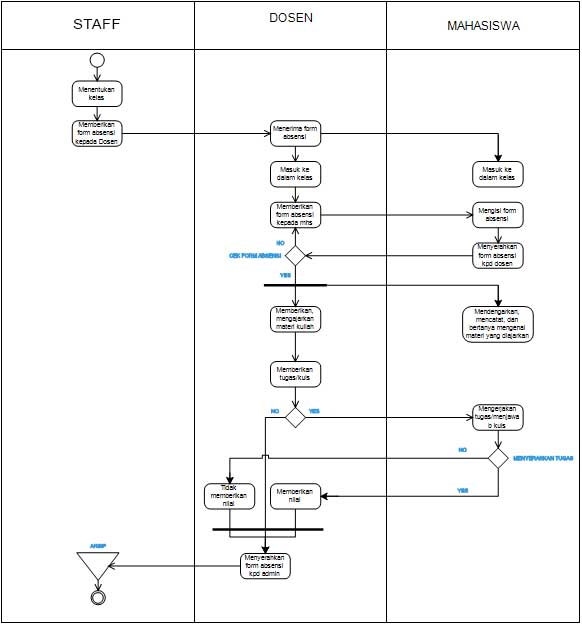 STAFF
DOSEN
MAHASISWA
Menentukan
kelas
Memberikan
form absensi
kepada Dosen
Menerima form
absensi
Masuk ke
dalam kelas
Masuk ke
dalam kelas
Memberikan
form absensi
kepada mhs
Mengisi form
absensi
NO
CEK FORM ABSENSI
Menyerahkan
form absensi
kpd dosen
YES
Memberikan,
mengajarkan
materi kuliah
Mendengarkan,
mencatat, dan
bertanya mengenai
materi yang diajarkan
Memberikan
tugas/kuis
NO
YES
Mengerjakan
tugas/menjawa
b kuis
NO
MENYERAHKAN TUGAS
Tidak
memberikan
nilai
Memberikan
nilai
YES
ARSIP
Menyerahkan
form absensi
kpd admin